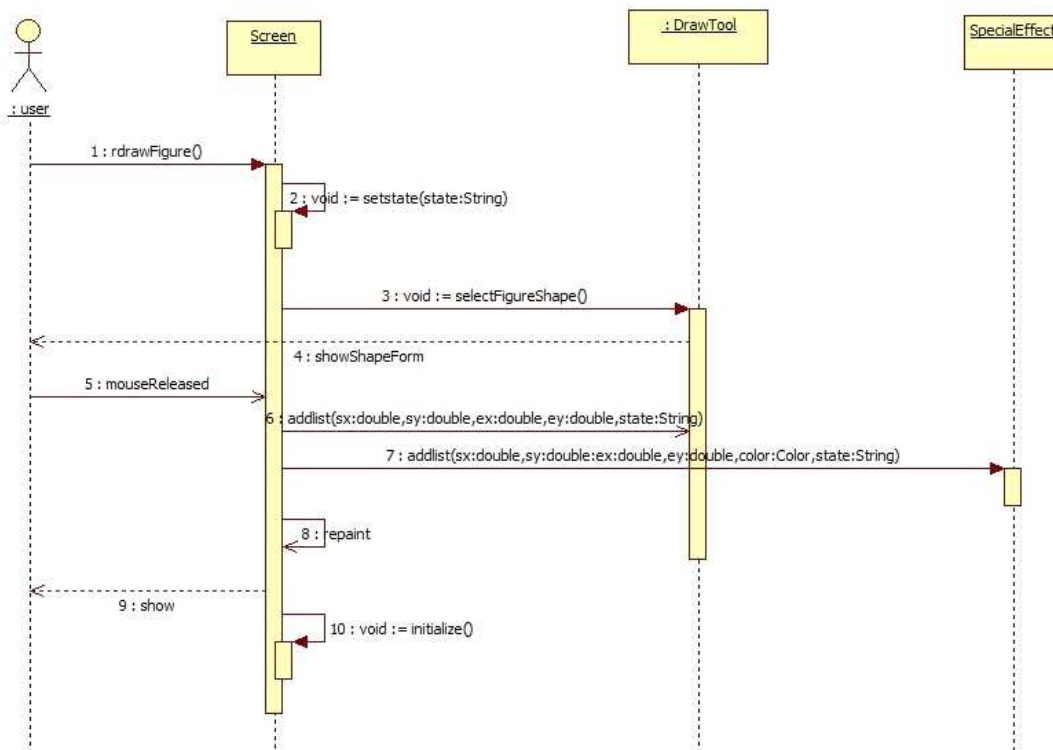 Screen
: DrawTool
SpecialEffect
: user
1 : rdrawFigure()
2 : void := setstate(state:String)
3 : void := selectFigureShape()
4 : showShapeForm
5 : mouseReleased
6 : addlist(sx:double,sy:double,ex:double,ey:double,state:String)
7 : addlist(sx:double,sy:double:ex:double,ey:double,color:Color,state:String)
8 : repaint
9 : show
10 : void := initialize()